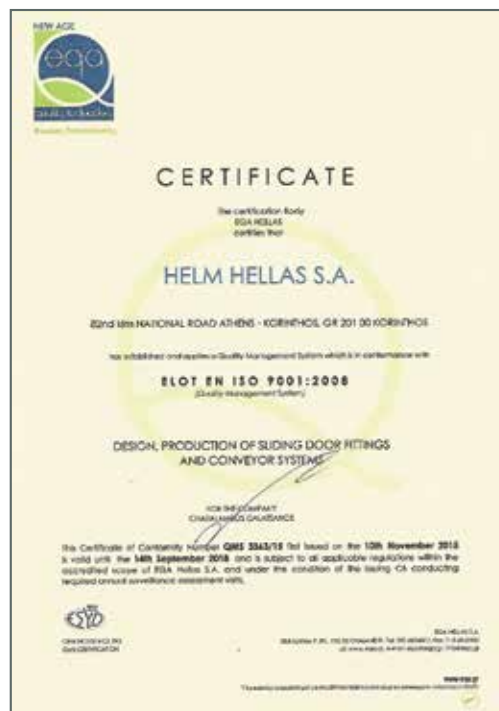 NEW AGE
eqa
CERTIFICATE
The certification Body
EQA HELLAS
certifies that
HELM HELLAS S.A.
82nd klm NATIONAL ROAD ATHENS - KORINTHOS, GR 201 00 KORINTHOS
has established and applies a Quality Management System which is in conformance with
ELOT EN ISO 9001:2008
(Quality Management System)
DESIGN, PRODUCTION OF SLIDING DOOR FITTINGS
AND CONVEYOR SYSTEMS
FOR THE COMPANY
This Certificate of Conformity Number first issued on the 10th November 2015
is valid until the 14th September 2018 and is subject to all applicable regulations within the
accredited scope of EQA Hellas S.A. and under the condition of the issuing CA conducting
required annual surveillance assessment visits.
ESYD
EQA HELLAS S.A.
www.eqa.gr